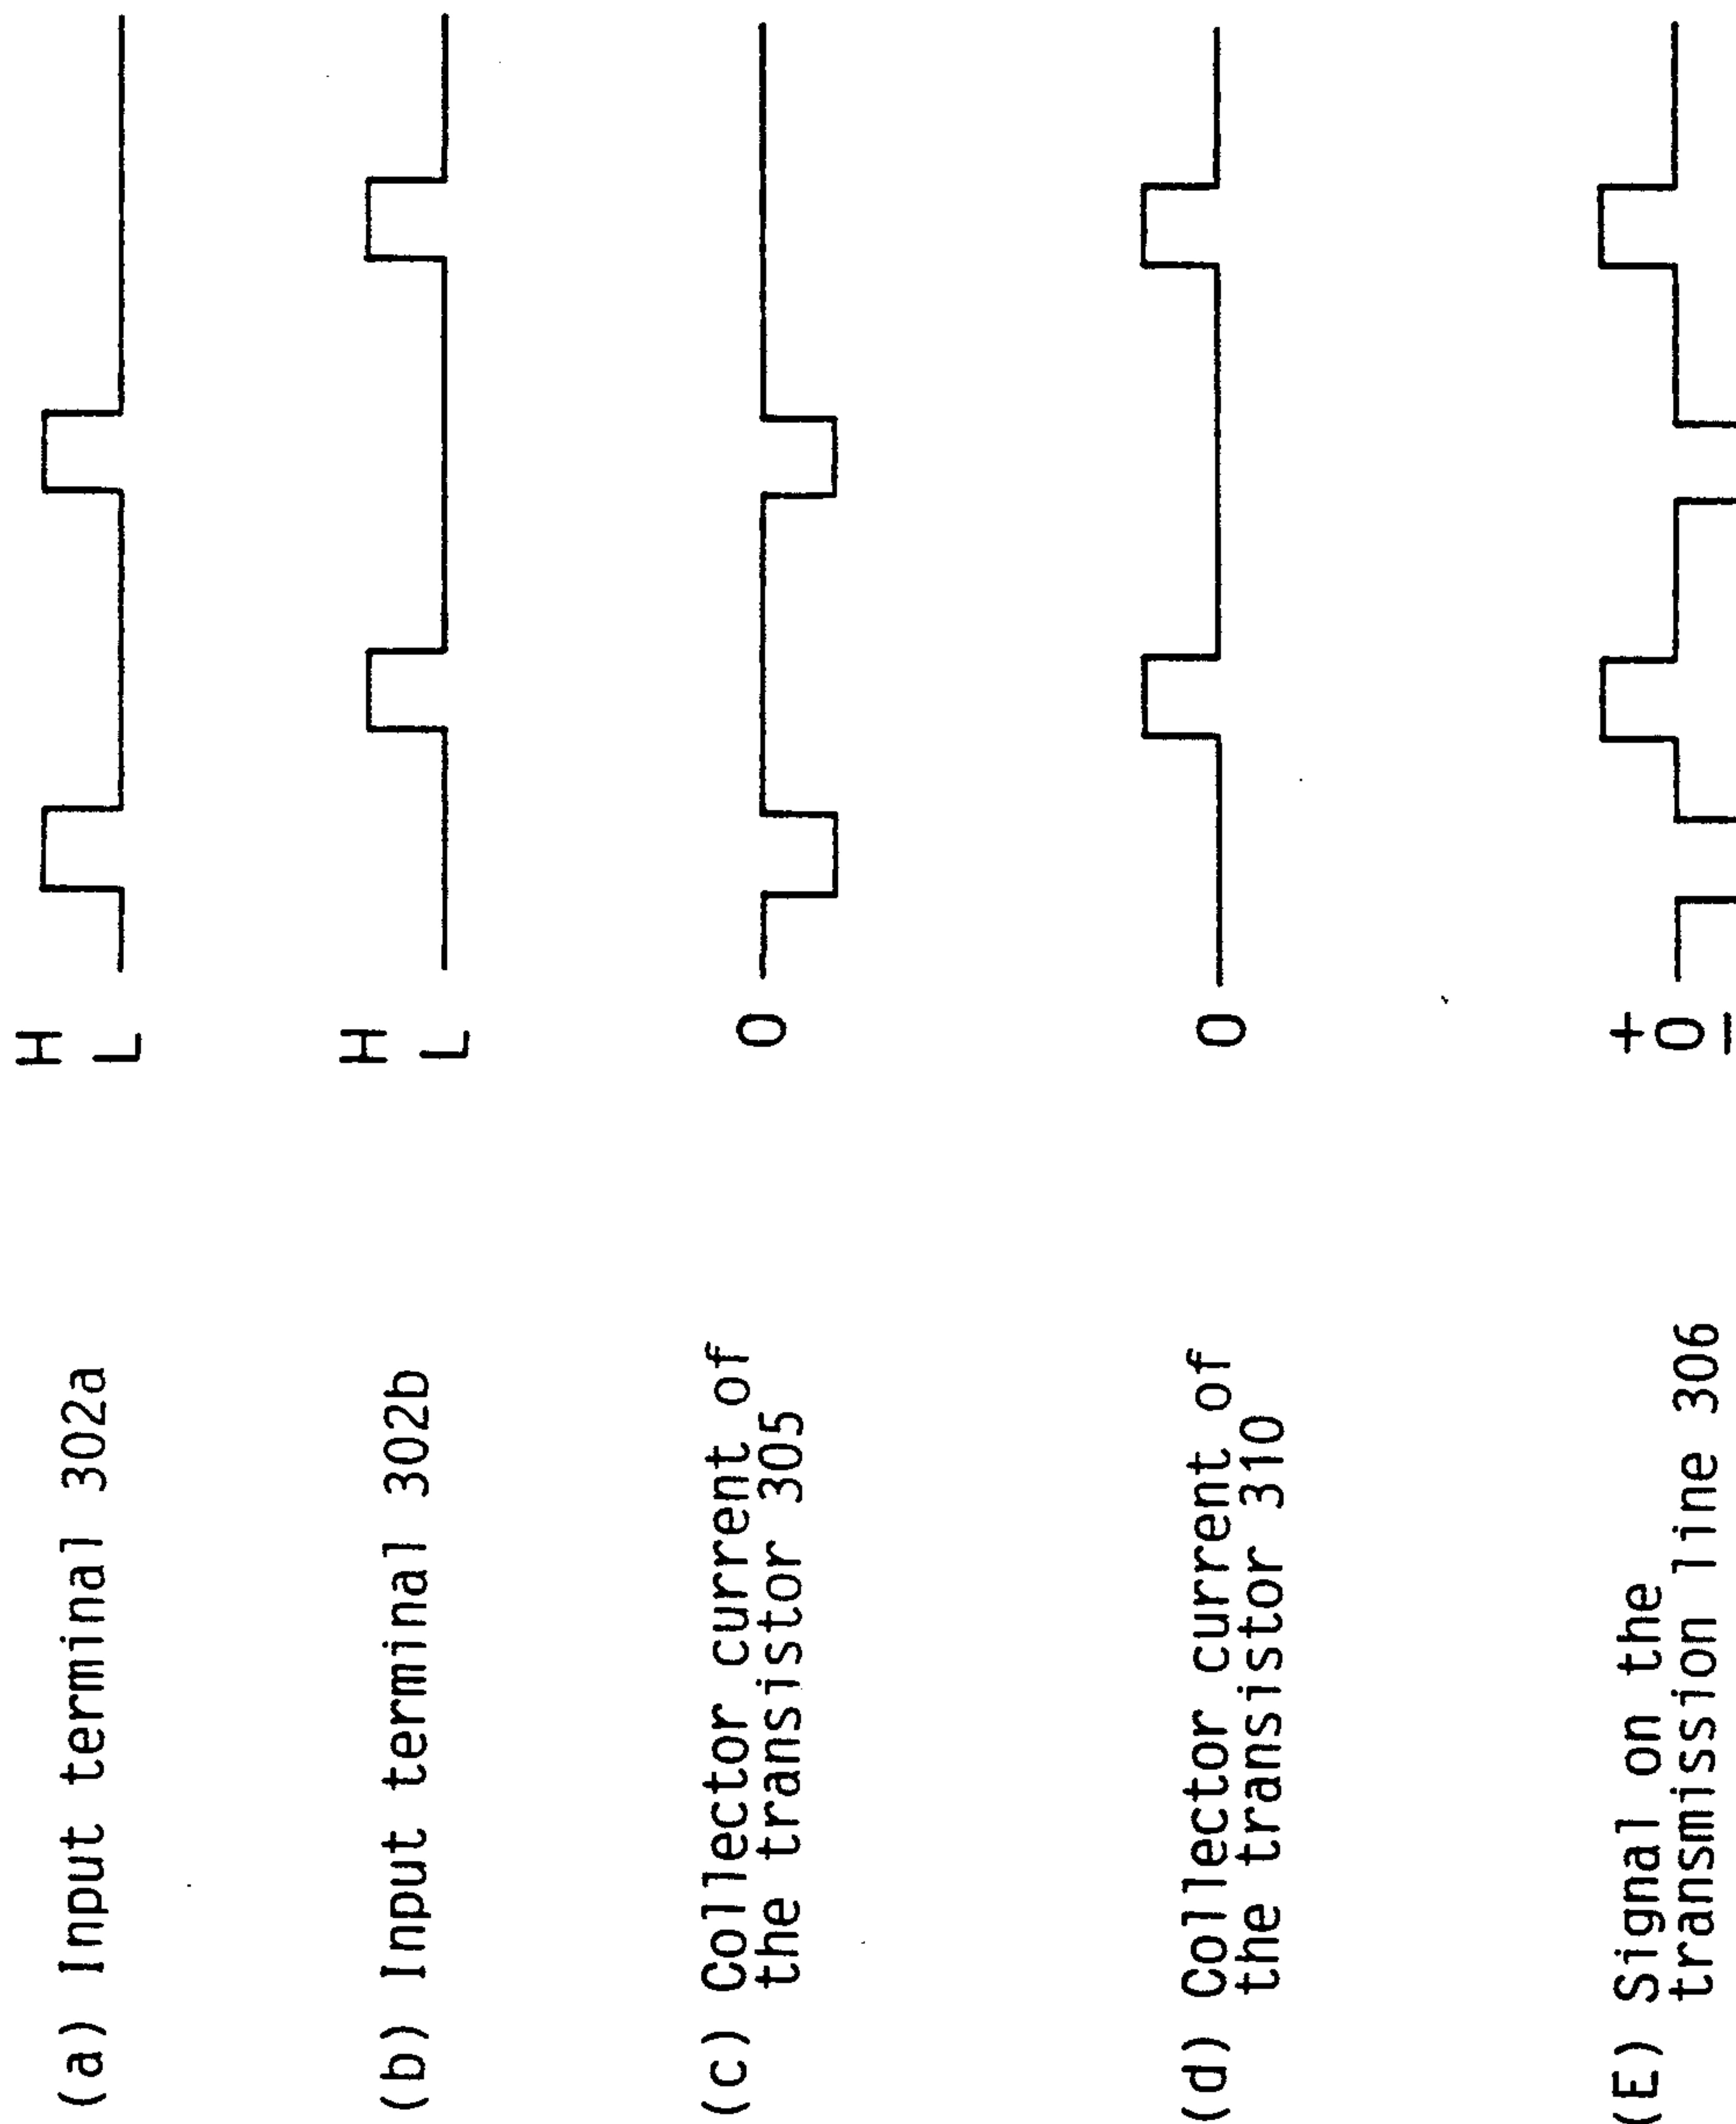 (a) Input terminal 302a
H
L
(b) Input terminal 302b
H
L
(c) Collector current of
the transistor 305
0
(d) Collector current of
the transistor 310
0
(E) Signal on the
transmission line 306
+
0
-